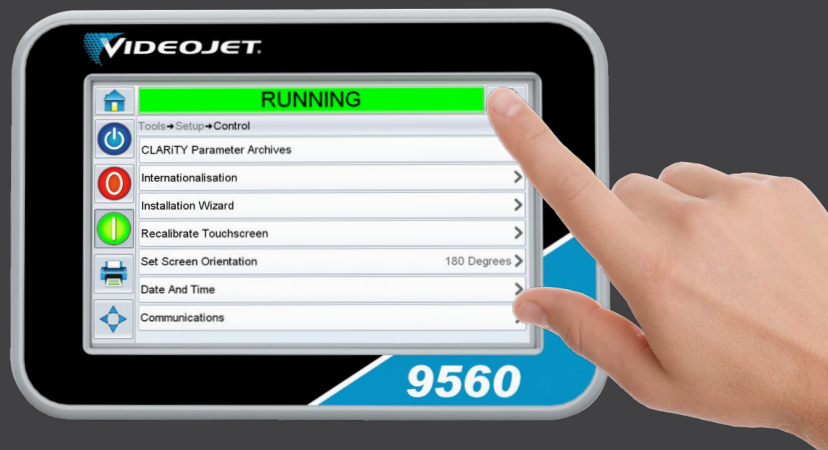 VIDEOJET.
RUNNING
Tools→Setup→Control
CLARiTY Parameter Archives
Internationalisation
Installation Wizard
Recalibrate Touchscreen
Set Screen Orientation 180 Degrees
Date And Time
Communications
9560